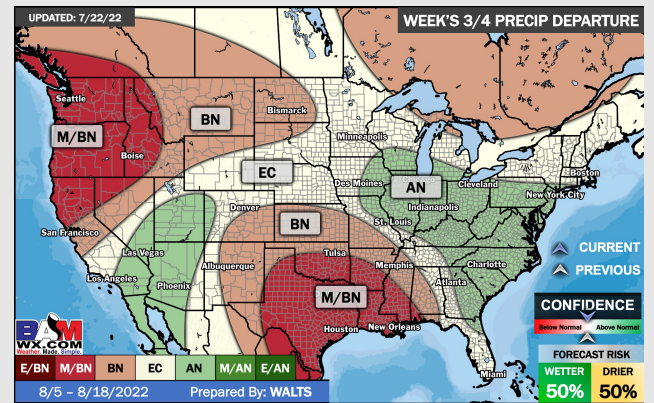 UPDATED: 7/22/22
WEEK'S 3/4 PRECIP DEPARTURE
Seattle
M/BN
BN
Bismarck
Boise
Minneapolis
EC
AN
Des Moines
Cleveland
Boston
New York City
Indianapolis
Denver
BN
St. Louis
San Francisco
Las Vegas
Tulsa
Memphis
Charlotte
Los Angeles
Phoenix
Albuquerque
Atlanta
M/BN
Houston
New Orleans
Miami
CURRENT
PREVIOUS
CONFIDENCE
Below Normal
Above Normal
FORECAST RISK
WETTER
50%
DRIER
50%
BAM
WX.COM
Weather. Made. Simple.
E/BN M/BN BN EC AN M/AN E/AN
8/5 – 8/18/2022 Prepared By: WALTS